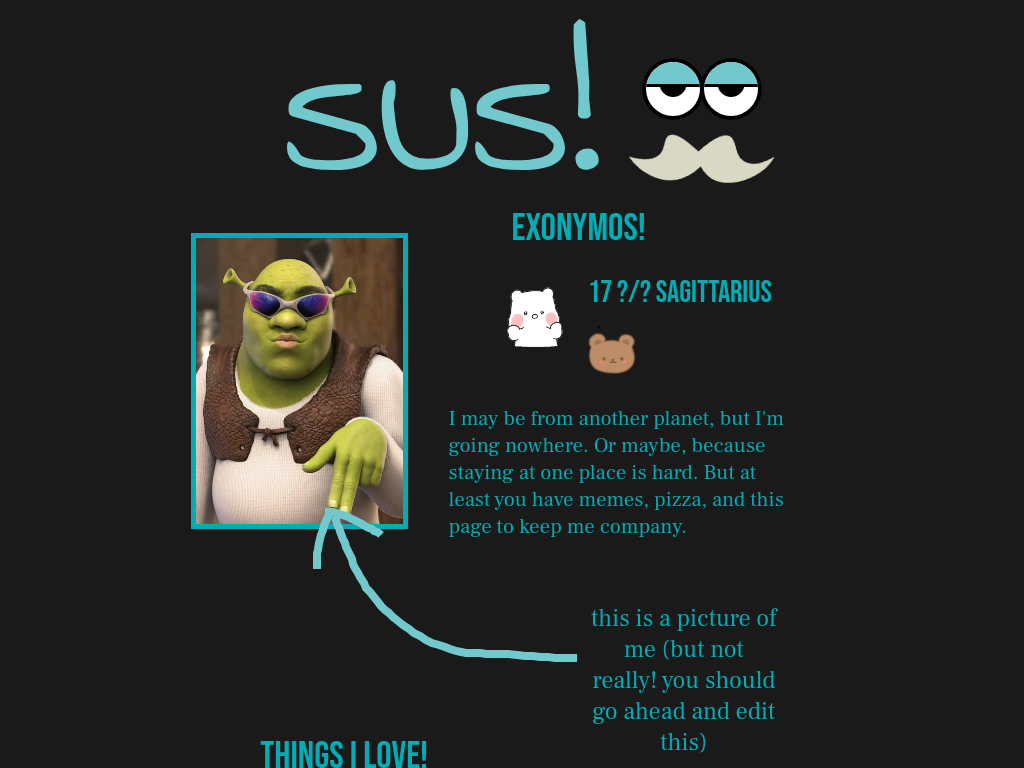 sus!
EXONYMOS!
17 ?/? SAGITTARIUS
I may be from another planet, but I'm
going nowhere. Or maybe, because
staying at one place is hard. But at
least you have memes, pizza, and this
page to keep me company.
this is a picture of
me (but not
really! you should
go ahead and edit
this)
THINGS I LOVE!